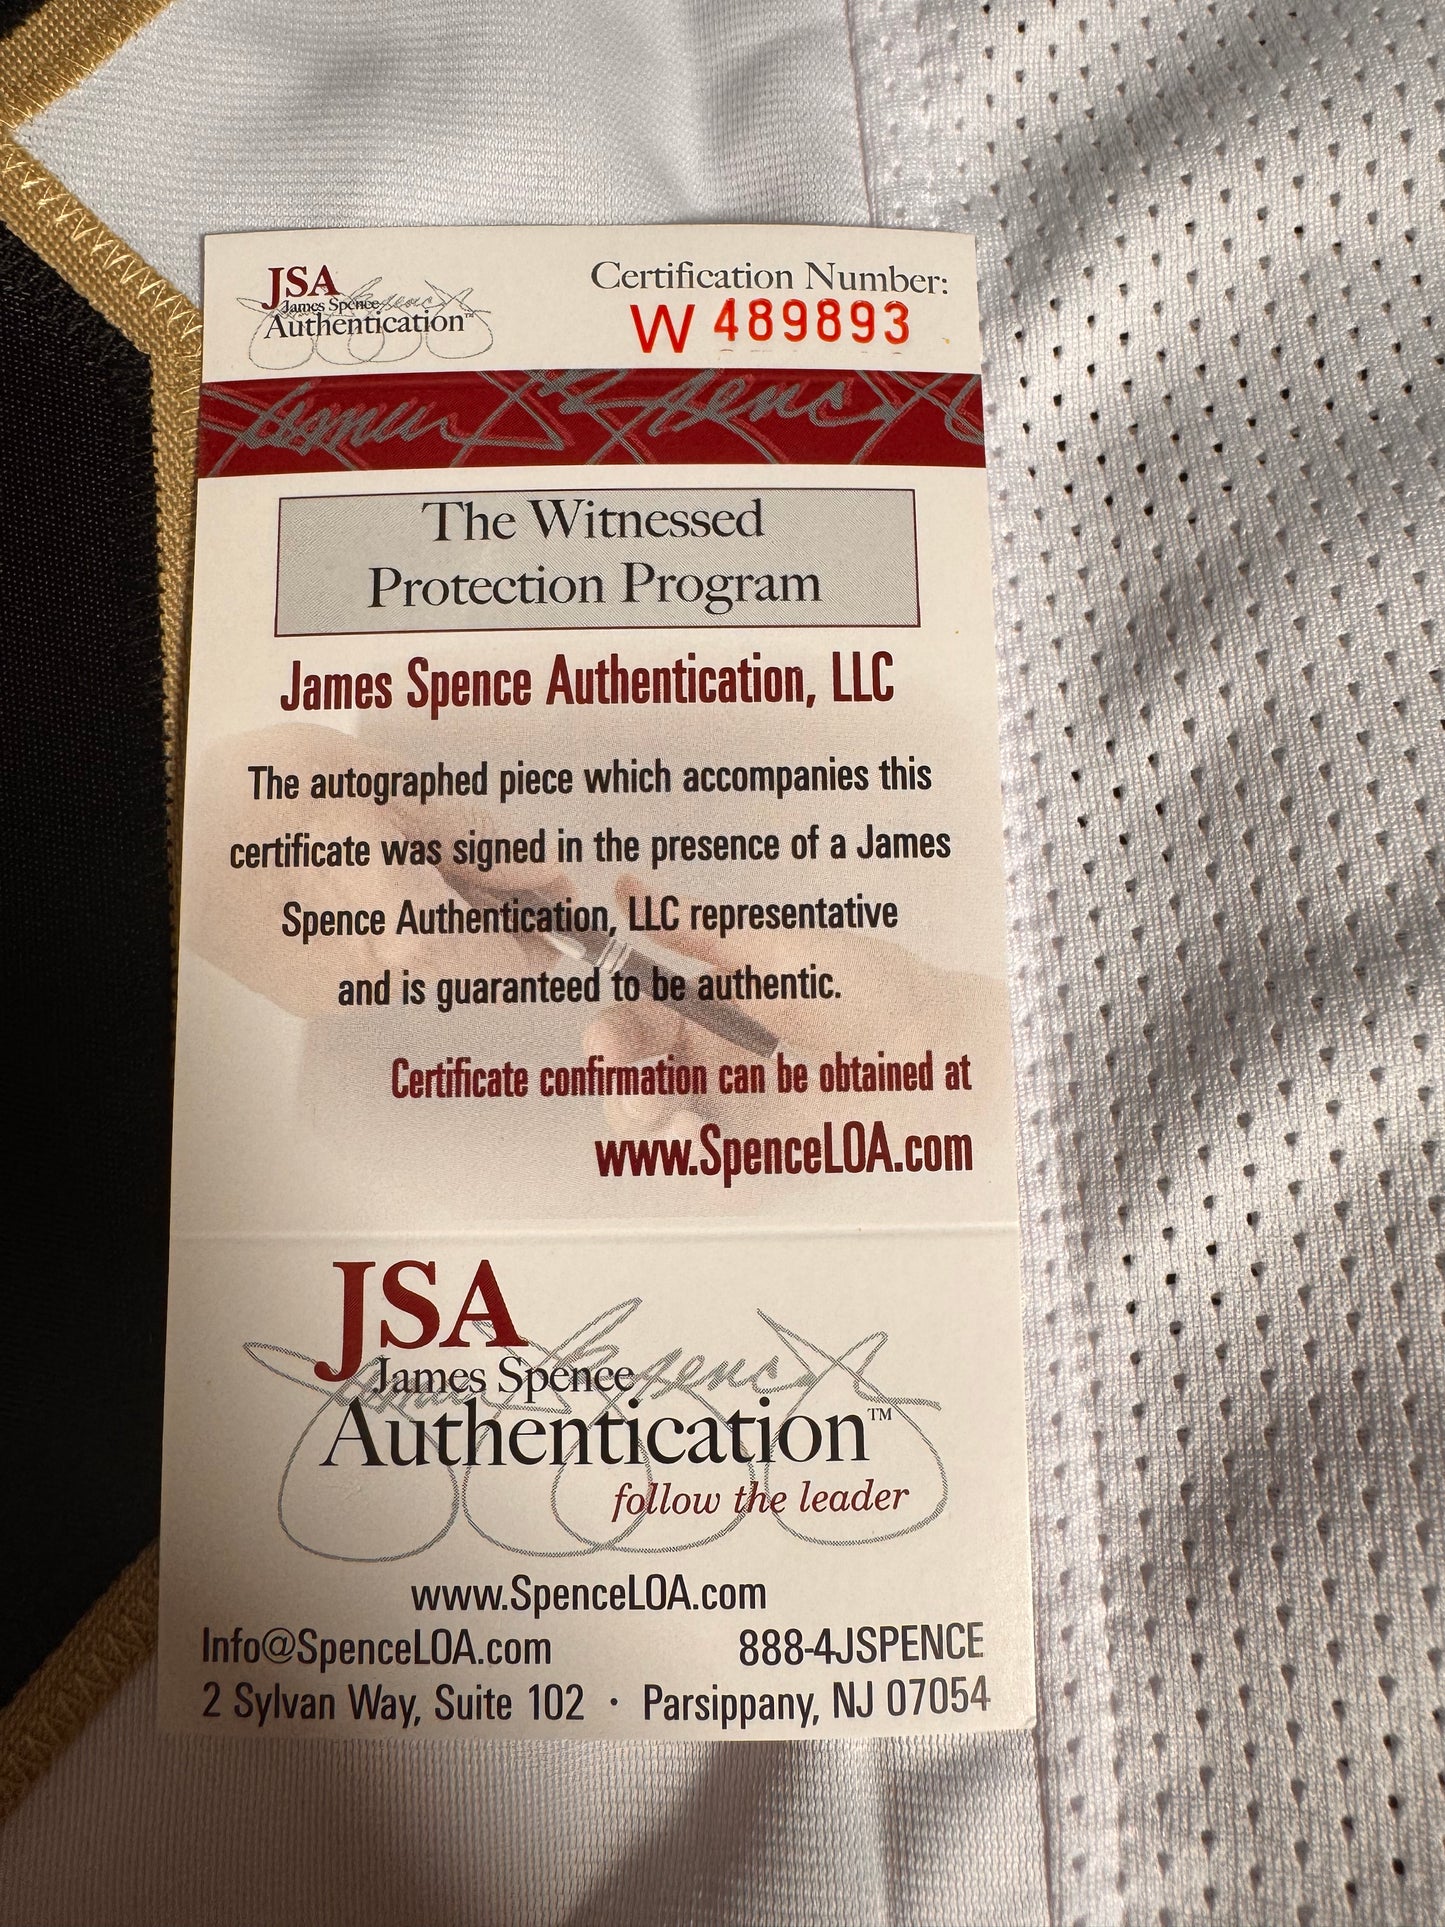 JSA
James Spence
Authentication™
Certification Number:
W 489893
The Witnessed
Protection Program
James Spence Authentication, LLC
The autographed piece which accompanies this
certificate was signed in the presence of a James
Spence Authentication, LLC representative
and is guaranteed to be authentic.
Certificate confirmation can be obtained at
www.SpenceLOA.com
JSA
James Spence
Authentication™
follow the leader
www.SpenceLOA.com
Info@SpenceLOA.com 888-4JSPENCE
2 Sylvan Way, Suite 102 · Parsippany, NJ 07054